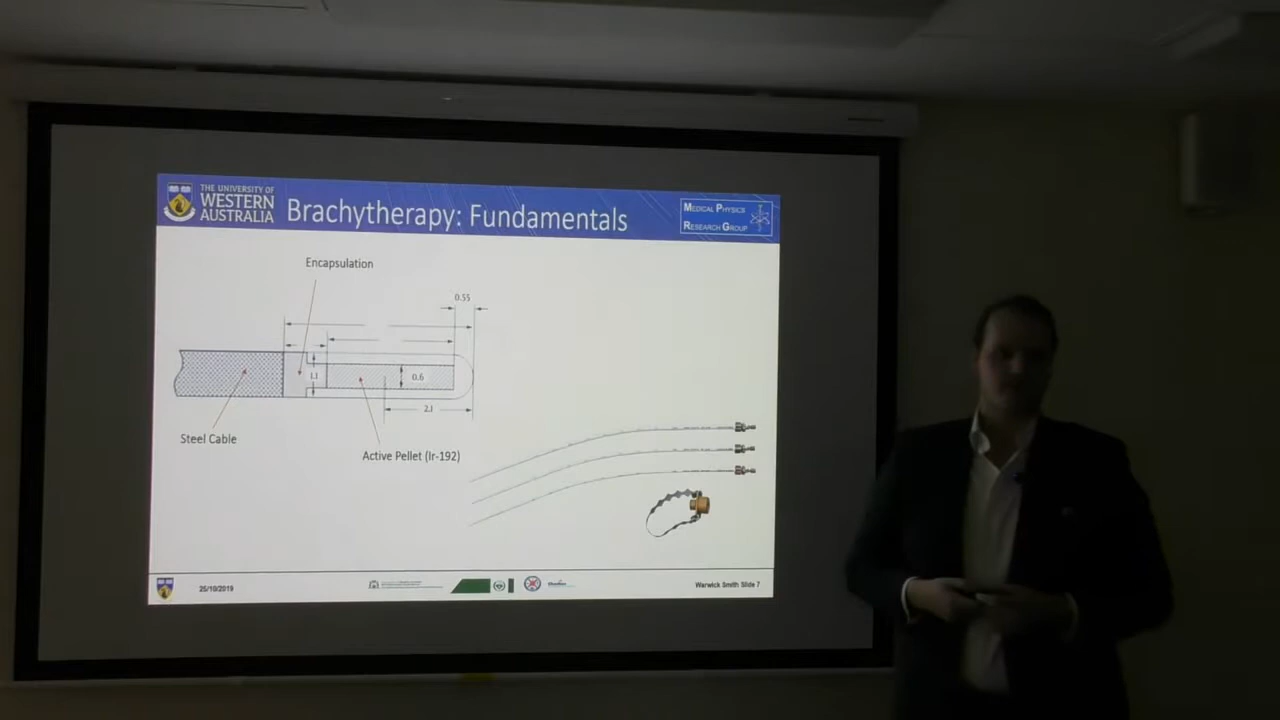 THE UNIVERSITY OF
WESTERN
AUSTRALIA
Brachytherapy: Fundamentals
MEDICAL PHYSICS
RESEARCH GROUP
Encapsulation
0.55
1.1
0.6
2.1
Steel Cable
Active Pellet (Ir-192)
25/10/2019
Warwick Smith Slide 7